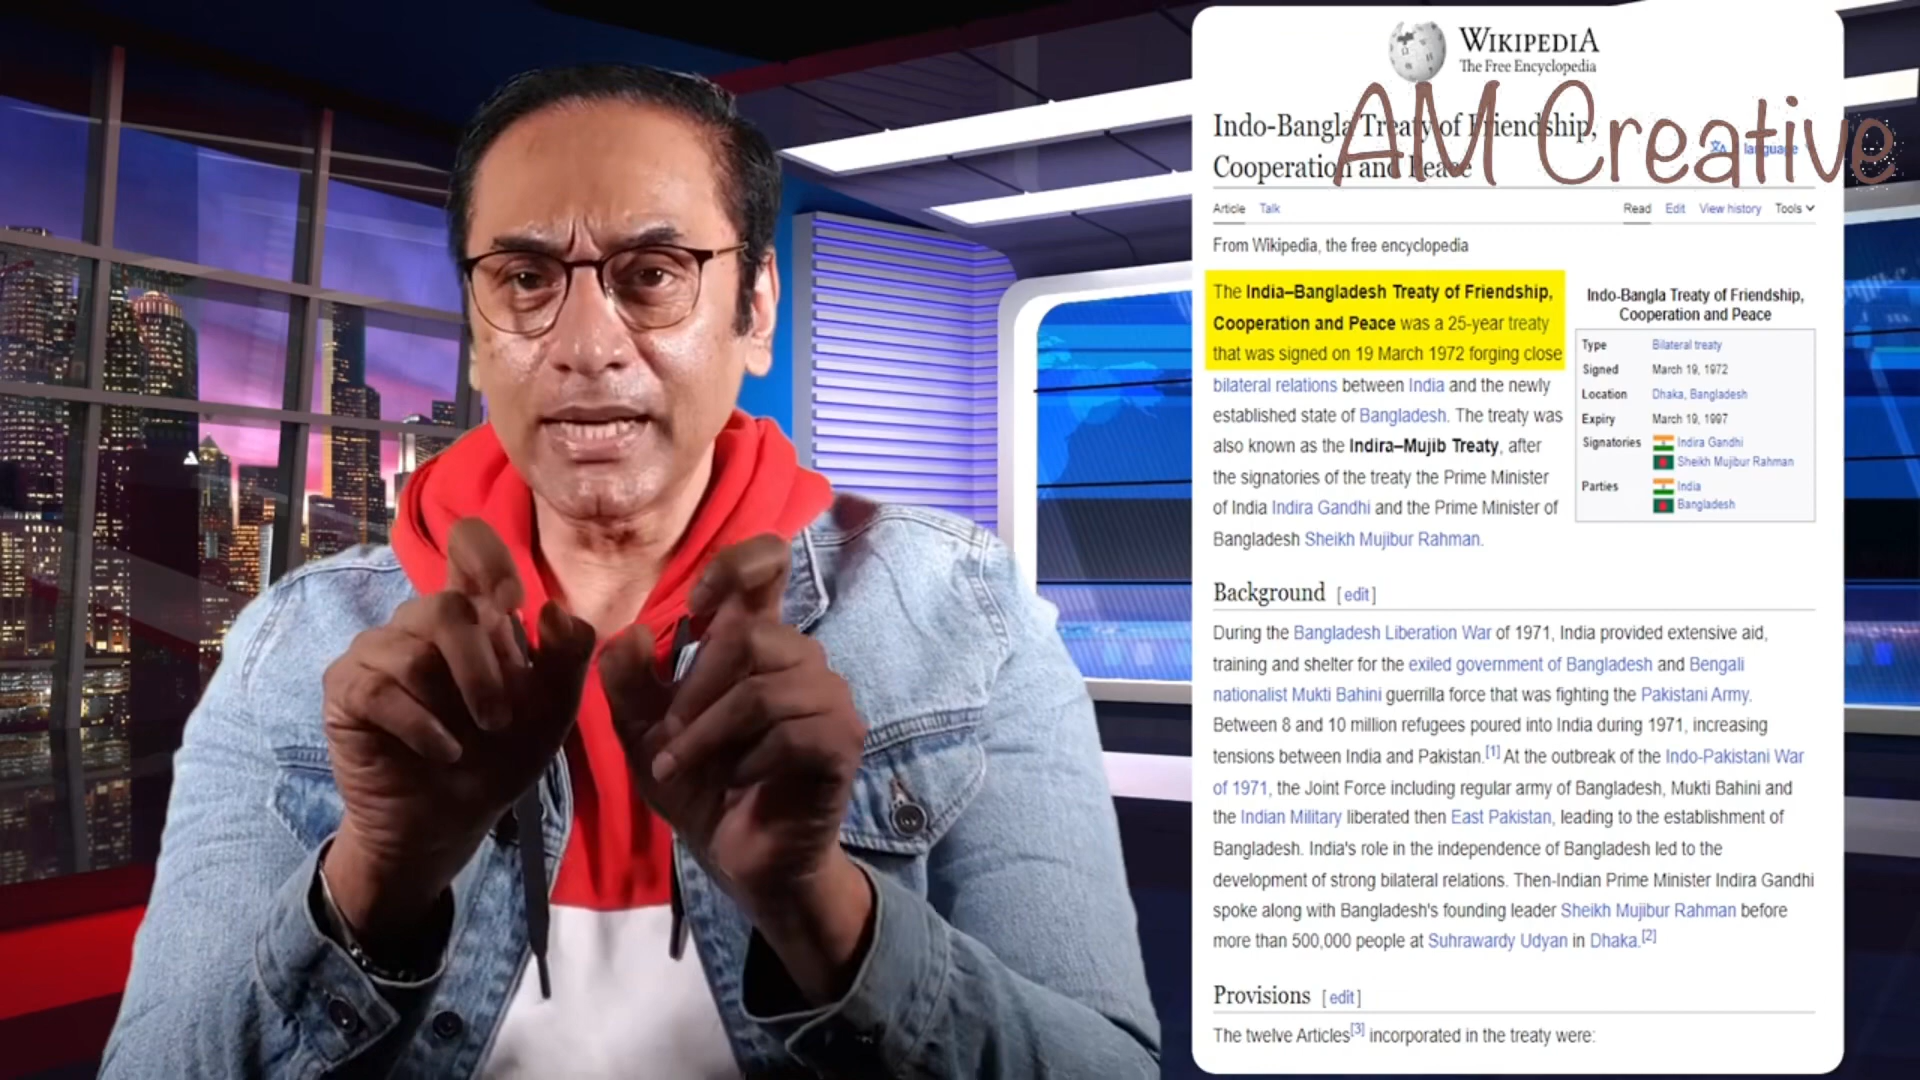 WIKIPEDIA
The Free Encyclopedia
AM Creative
Indo-Bangla Treaty of Friendship,
Cooperation and Peace
language
Article Talk Read Edit View history Tools
From Wikipedia, the free encyclopedia
The India–Bangladesh Treaty of Friendship,
Cooperation and Peace was a 25-year treaty
that was signed on 19 March 1972 forging close
bilateral relations between India and the newly
established state of Bangladesh. The treaty was
also known as the Indira–Mujib Treaty, after
the signatories of the treaty the Prime Minister
of India Indira Gandhi and the Prime Minister of
Bangladesh Sheikh Mujibur Rahman.
Indo-Bangla Treaty of Friendship,
Cooperation and Peace
Type Bilateral treaty
Signed March 19, 1972
Location Dhaka, Bangladesh
Expiry March 19, 1997
Signatories Indira Gandhi
Sheikh Mujibur Rahman
Parties India
Bangladesh
Background [ edit ]
During the Bangladesh Liberation War of 1971, India provided extensive aid,
training and shelter for the exiled government of Bangladesh and Bengali
nationalist Mukti Bahini guerrilla force that was fighting the Pakistani Army.
Between 8 and 10 million refugees poured into India during 1971, increasing
tensions between India and Pakistan.[1] At the outbreak of the Indo-Pakistani War
of 1971, the Joint Force including regular army of Bangladesh, Mukti Bahini and
the Indian Military liberated then East Pakistan, leading to the establishment of
Bangladesh. India's role in the independence of Bangladesh led to the
development of strong bilateral relations. Then-Indian Prime Minister Indira Gandhi
spoke along with Bangladesh's founding leader Sheikh Mujibur Rahman before
more than 500,000 people at Suhrawardy Udyan in Dhaka.[2]
Provisions [ edit ]
The twelve Articles[3] incorporated in the treaty were: